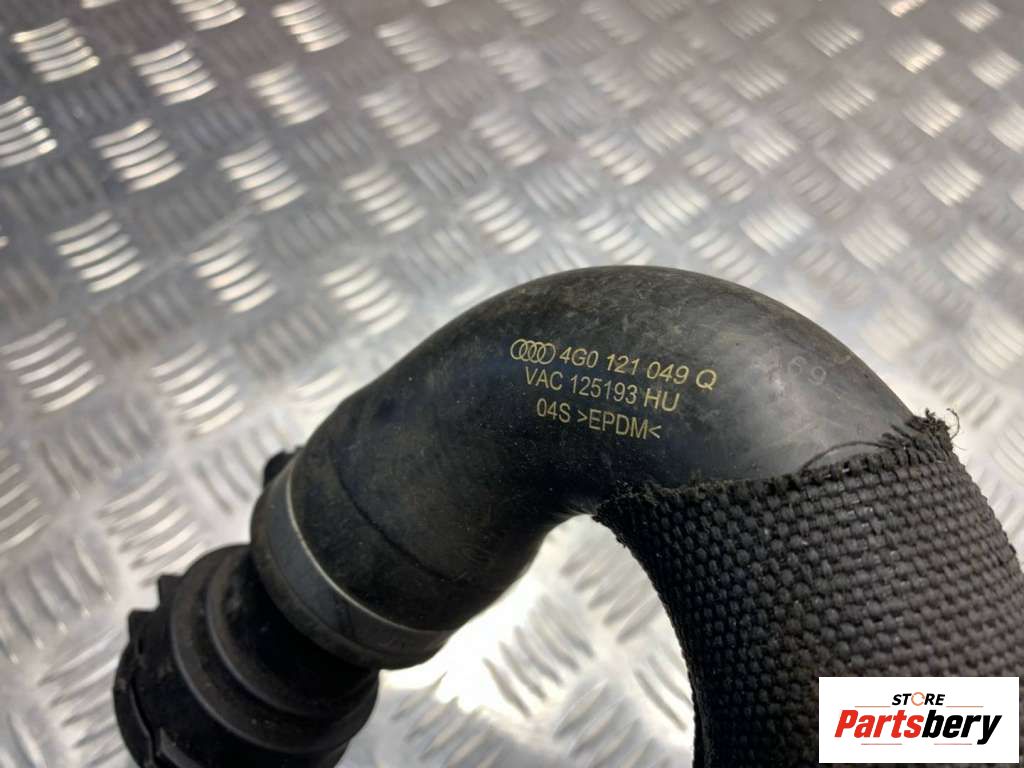 4G0 121 049 Q
VAC 125193 HU
04S >EPDM<
STORE
Partsbery